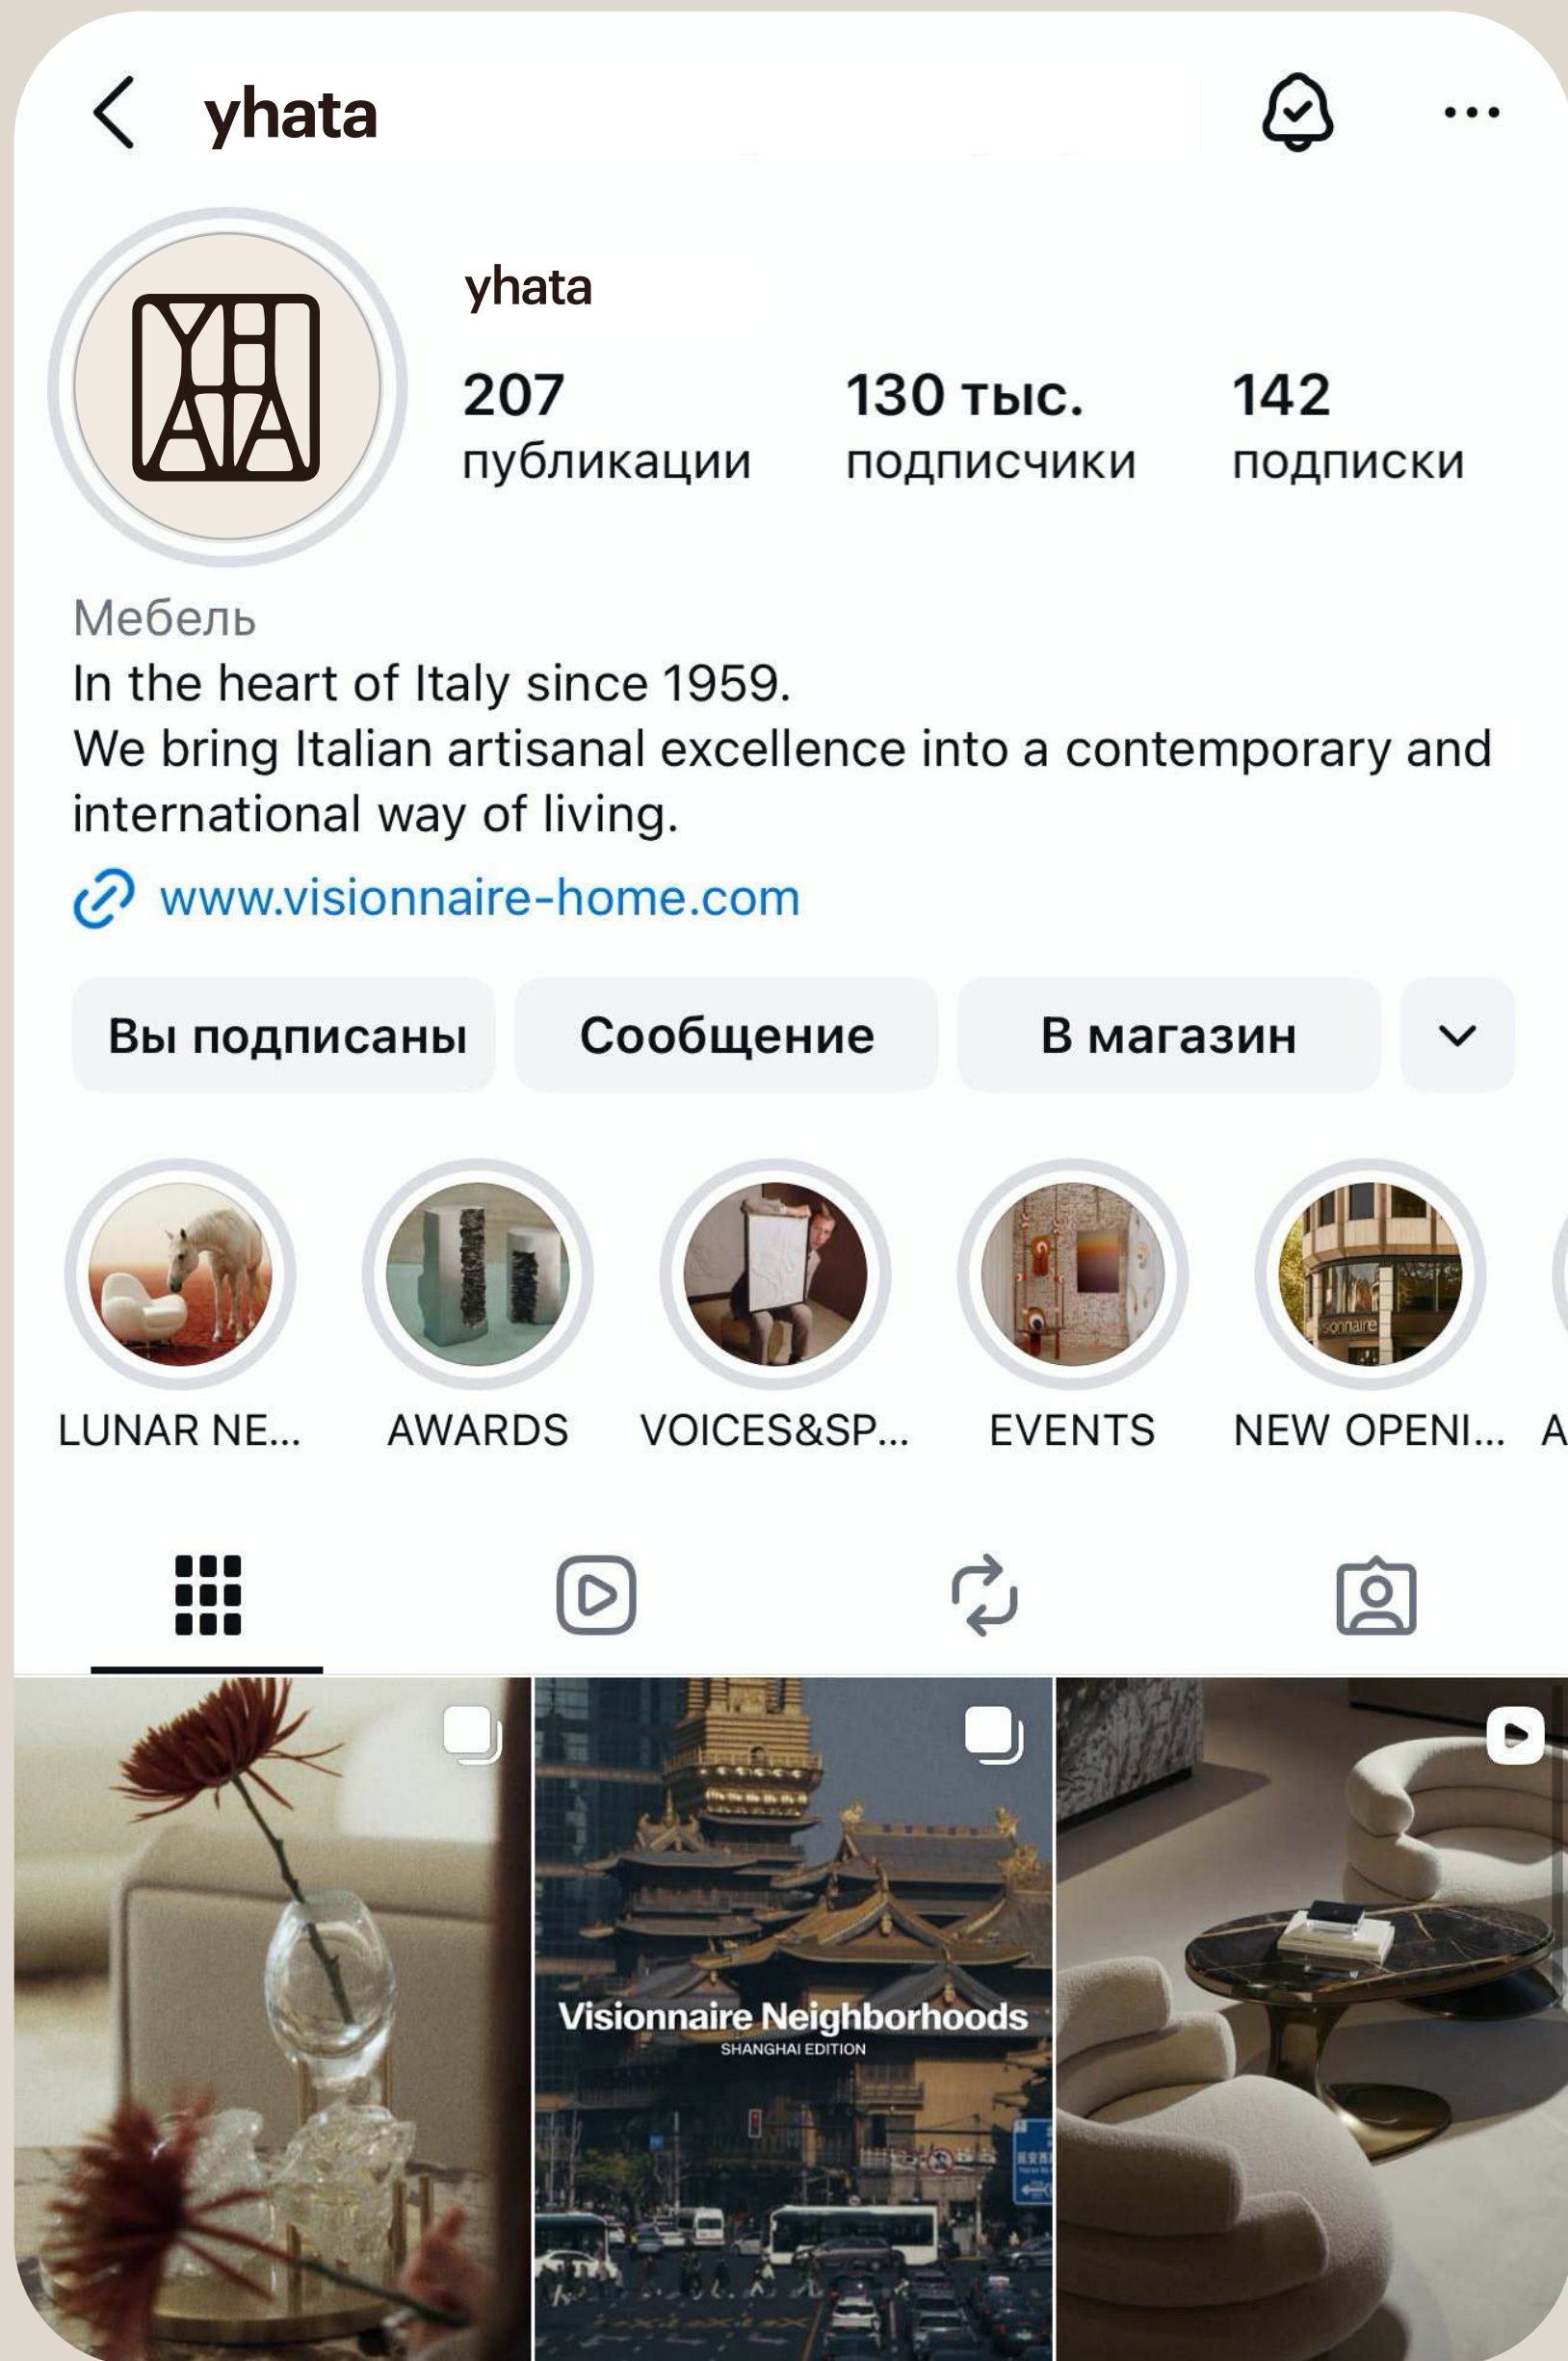 yhata
YHATA
yhata
207
130 тыс.
142
публикации
подписчики
подписки
Мебель
In the heart of Italy since 1959.
We bring Italian artisanal excellence into a contemporary and
international way of living.
www.visionnaire-home.com
Вы подписаны
Сообщение
В магазин
sonnaire
LUNAR NE...
AWARDS
VOICES&SP...
EVENTS
NEW OPENI...
A
Visionnaire Neighborhoods
SHANGHAI EDITION